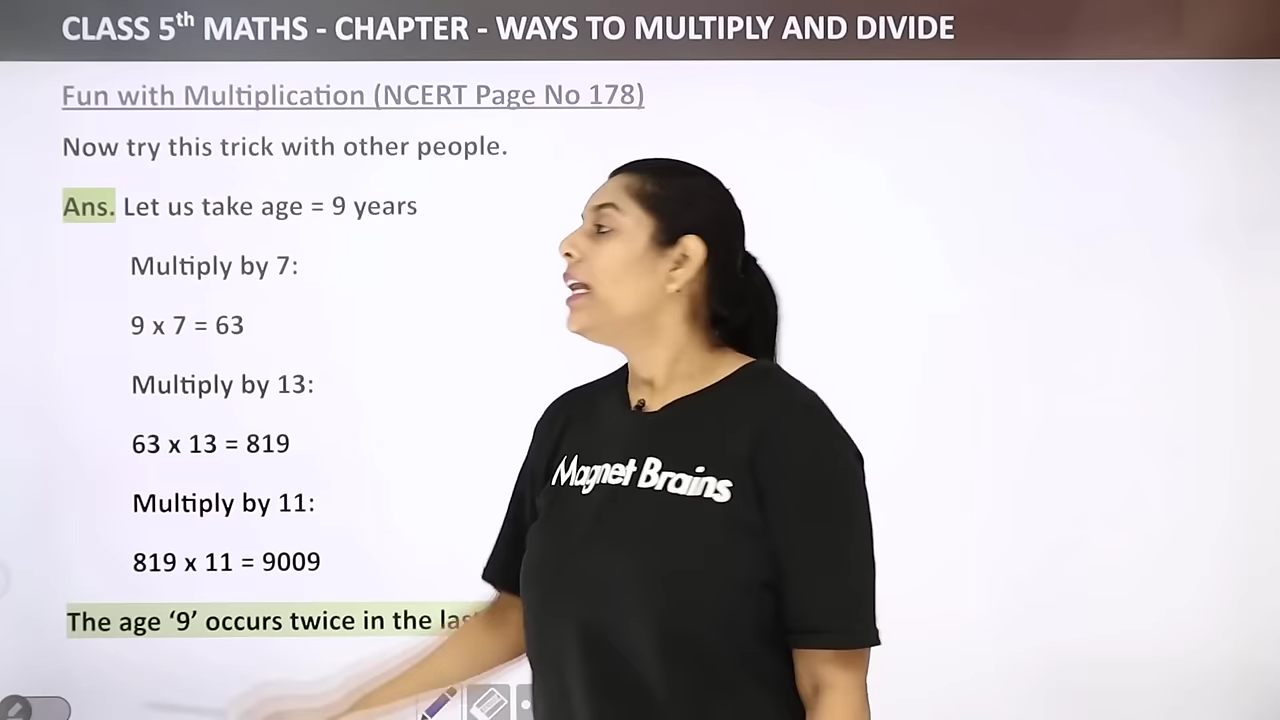 CLASS 5th MATHS - CHAPTER - WAYS TO MULTIPLY AND DIVIDE
Fun with Multiplication (NCERT Page No 178)
Now try this trick with other people.
Ans. Let us take age = 9 years
Multiply by 7:
9 x 7 = 63
Multiply by 13:
63 x 13 = 819
Multiply by 11:
819 x 11 = 9009
The age ‘9’ occurs twice in the
Magnet Brains